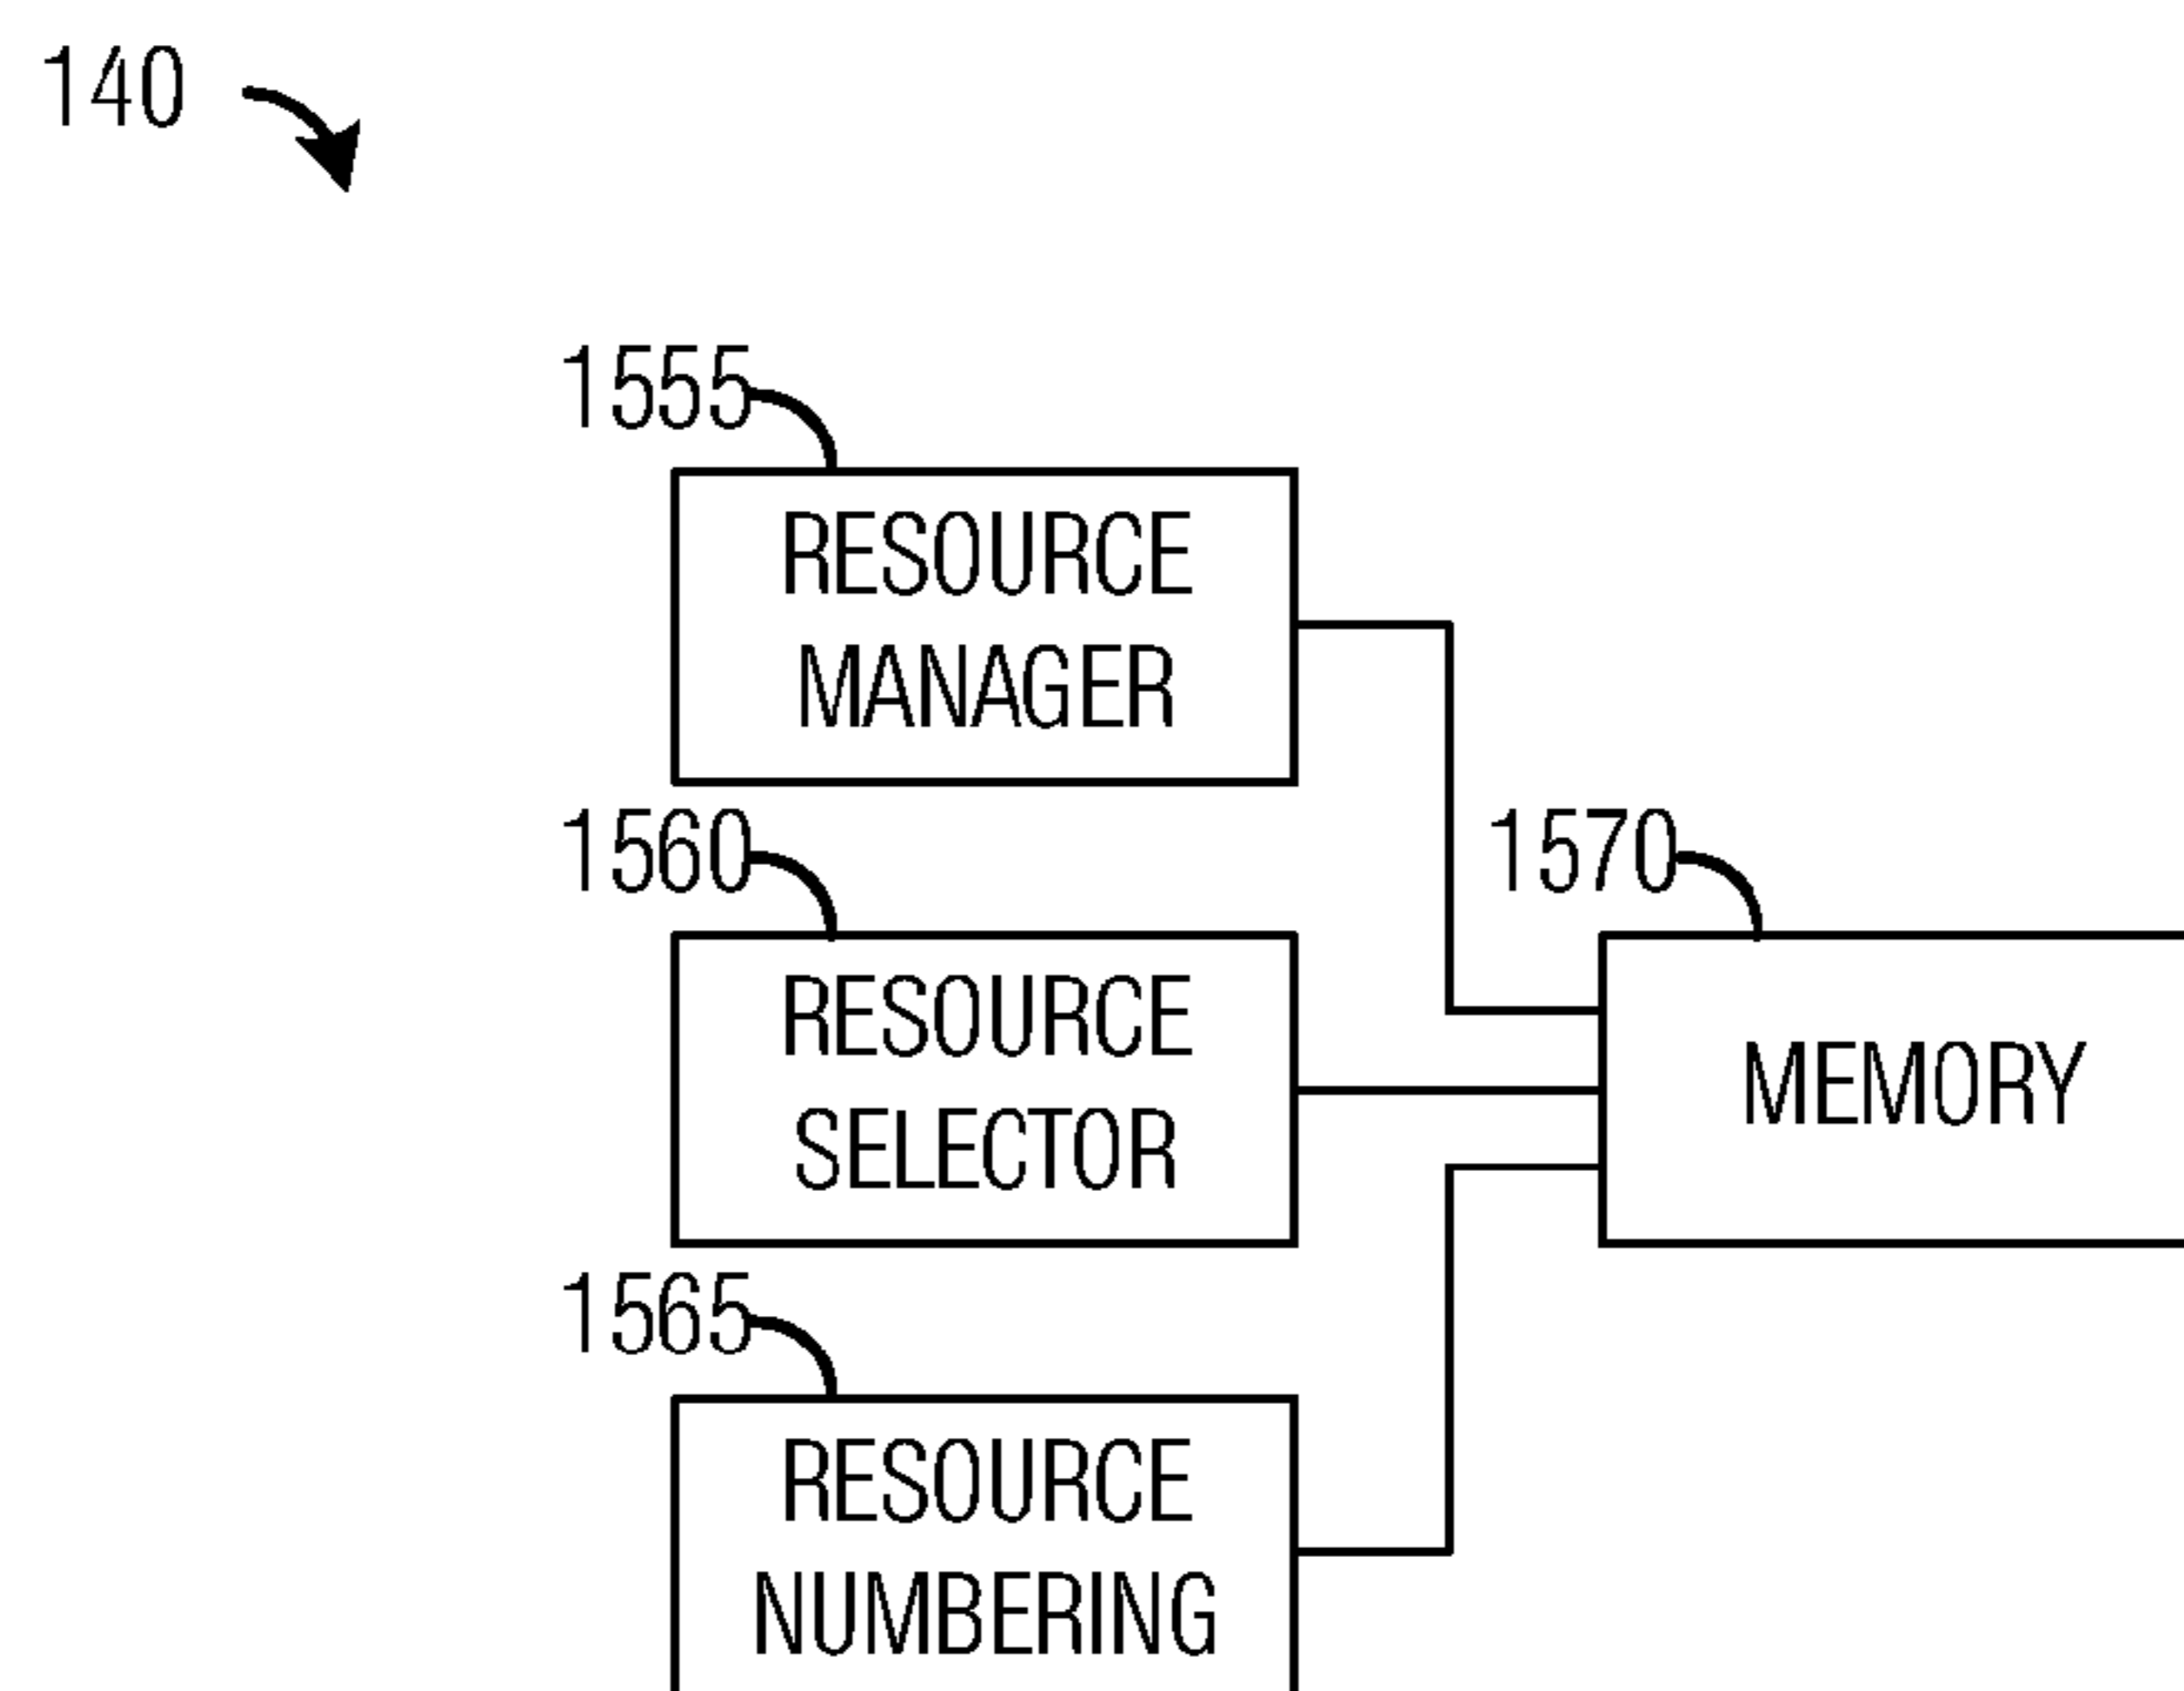 140
1555
RESOURCE
MANAGER
1560
RESOURCE
SELECTOR
1570
MEMORY
1565
RESOURCE
NUMBERING